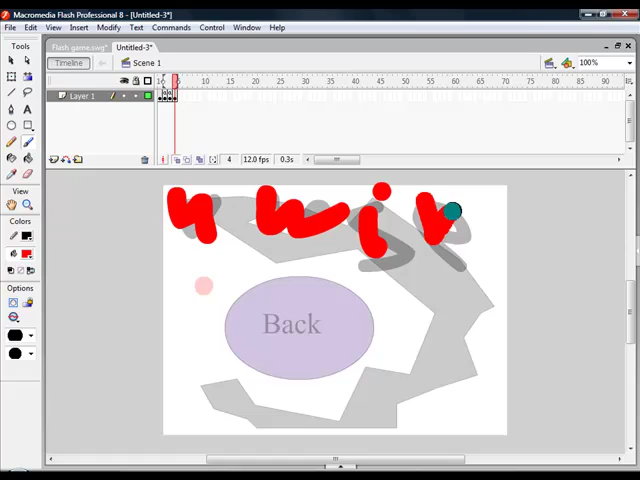 Macromedia Flash Professional 8 - [Untitled-3*]
File Edit View Insert Modify Text Commands Control Window Help
Tools
Flash game.swg* Untitled-3*
Timeline Scene 1 100%
5 10 15 20 25 30 35 40 45 50 55 60 65 70 75 80 85 90
Layer 1
4 12.0 fps 0.3s
View
Colors
Options
Back